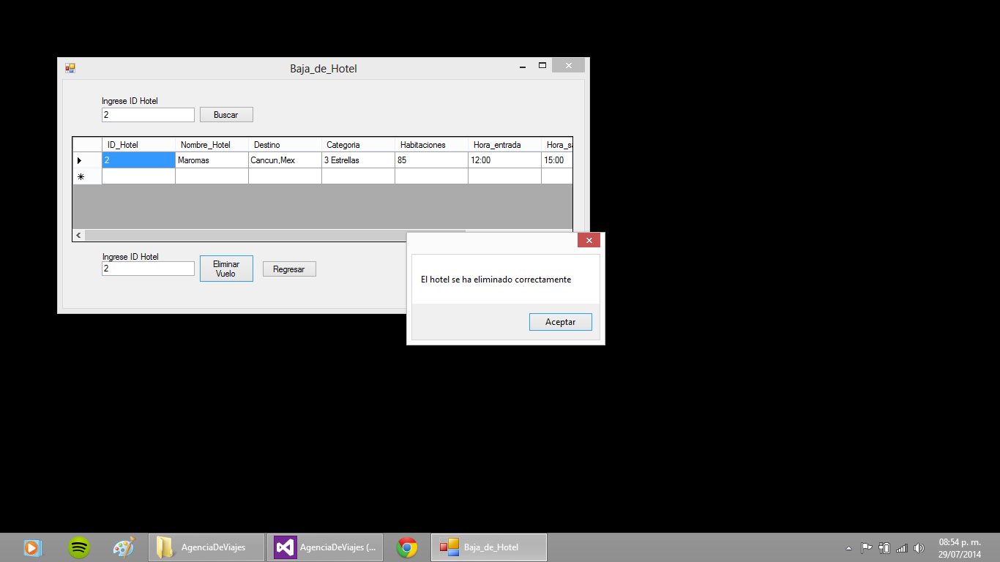 Baja_de_Hotel
Ingrese ID Hotel
2
Buscar
ID_Hotel Nombre_Hotel Destino Categoria Habitaciones Hora_entrada Hora_sa
2 Maromas Cancun,Mex 3 Estrellas 85 12:00 15:00
Ingrese ID Hotel
2
Eliminar
Vuelo
Regresar
El hotel se ha eliminado correctamente
Aceptar
AgenciaDeViajes
AgenciaDeViajes (...
Baja_de_Hotel
08:54 p. m.
29/07/2014